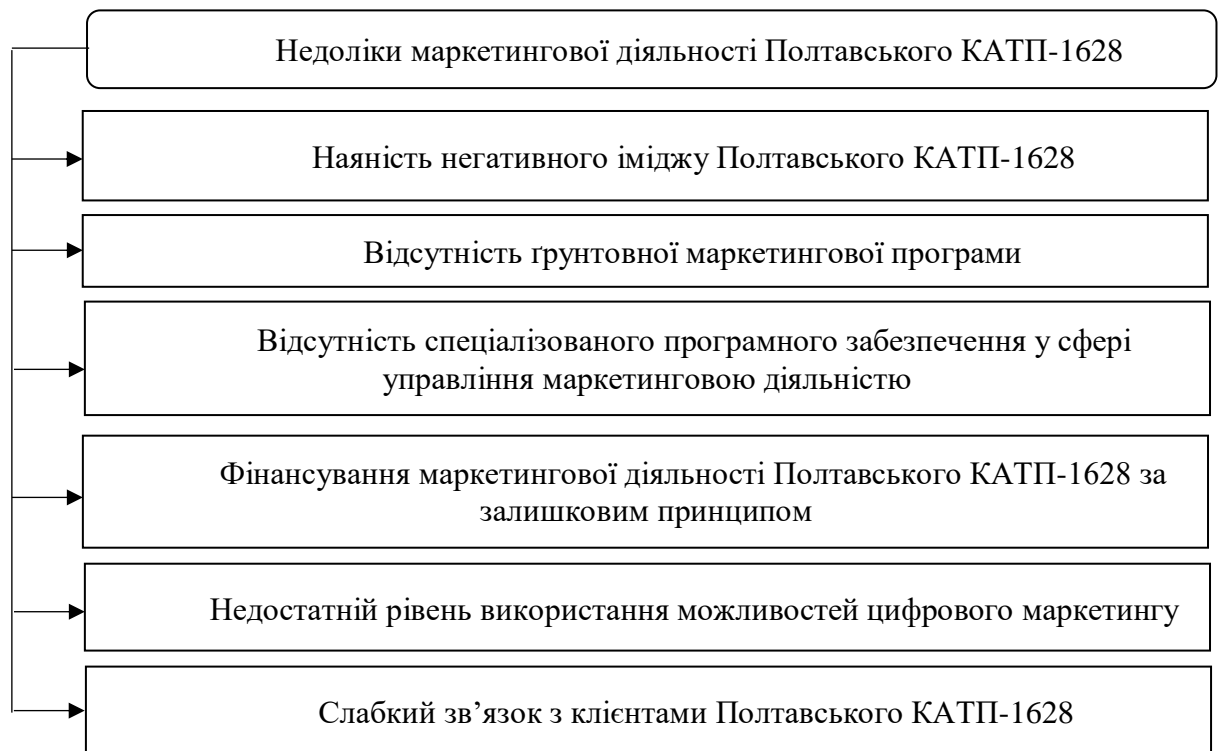 Недоліки маркетингової діяльності Полтавського КАТП-1628
Наяність негативного іміджу Полтавського КАТП-1628
Відсутність ґрунтовної маркетингової програми
Відсутність спеціалізованого програмного забезпечення у сфері
управління маркетинговою діяльністю
Фінансування маркетингової діяльності Полтавського КАТП-1628 за
залишковим принципом
Недостатній рівень використання можливостей цифрового маркетингу
Слабкий зв’язок з клієнтами Полтавського КАТП-1628